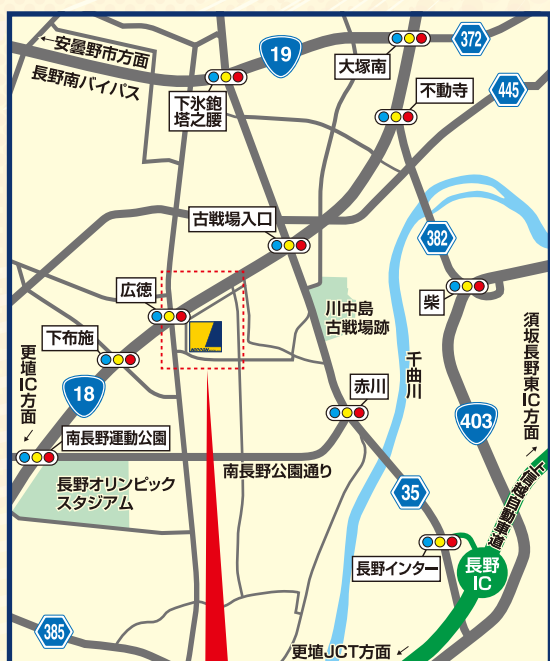 ←安曇野市方面
長野南バイパス
19
372
大塚南
下氷鉋
塔之腰
不動寺
445
古戦場入口
382
広徳
柴
川中島
古戦場跡
下布施
更埴IC方面
←
千曲川
須坂長野東IC方面
→
18
赤川
403
南長野運動公園
長野オリンピック
スタジアム
南長野公園通り
35
上信越自動車道
長野インター
長野
IC
385
更埴JCT方面←